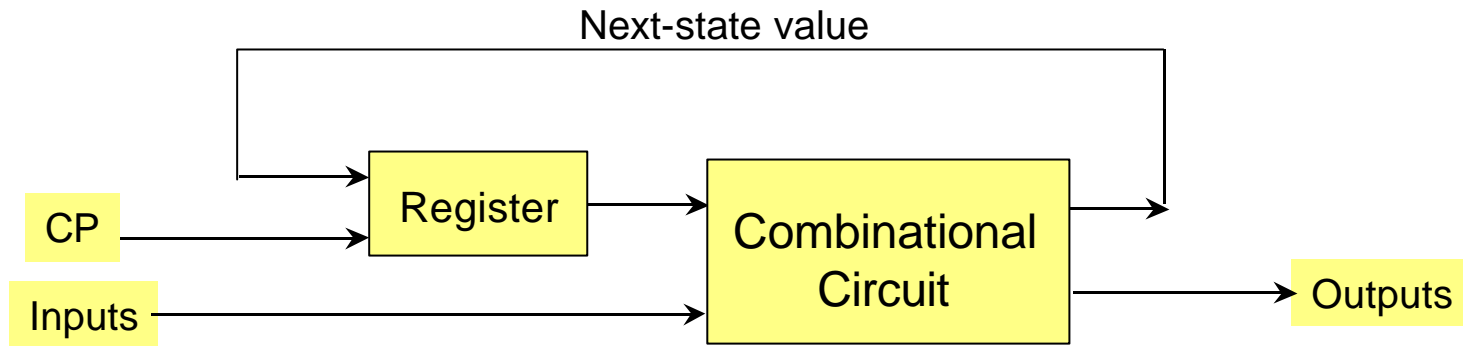 Next-state value
Register
CP
Combinational
Circuit
Inputs
Outputs